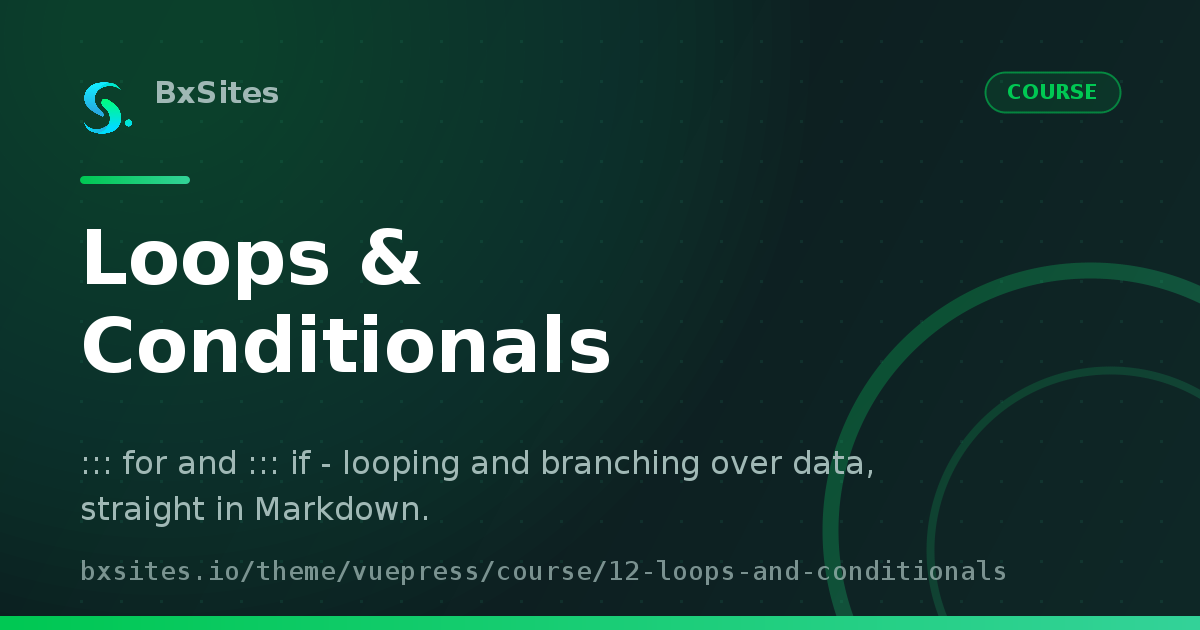 BxSites
COURSE
Loops &
Conditionals
::: for and ::: if - looping and branching over data,
straight in Markdown.
bxsites.io/theme/vuepress/course/12-loops-and-conditionals